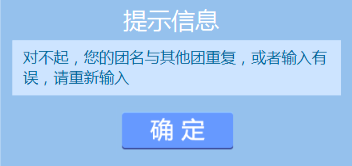 提示信息
对不起，您的团名与其他团重复，或者输入有
误，请重新输入
确 定